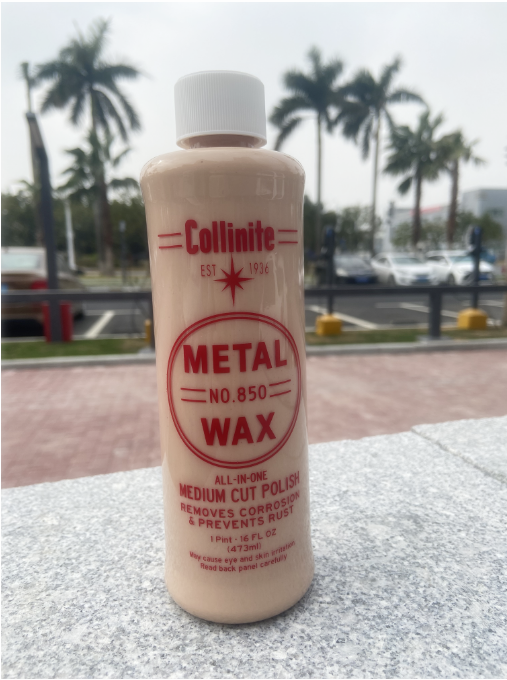 Collinite
EST 1936
METAL
NO.850
WAX
ALL-IN-ONE
MEDIUM CUT POLISH
REMOVES CORROSION
& PREVENTS RUST
1 Pint - 16 FL OZ
(473ml)
May cause eye and skin irritation
Read back panel carefully